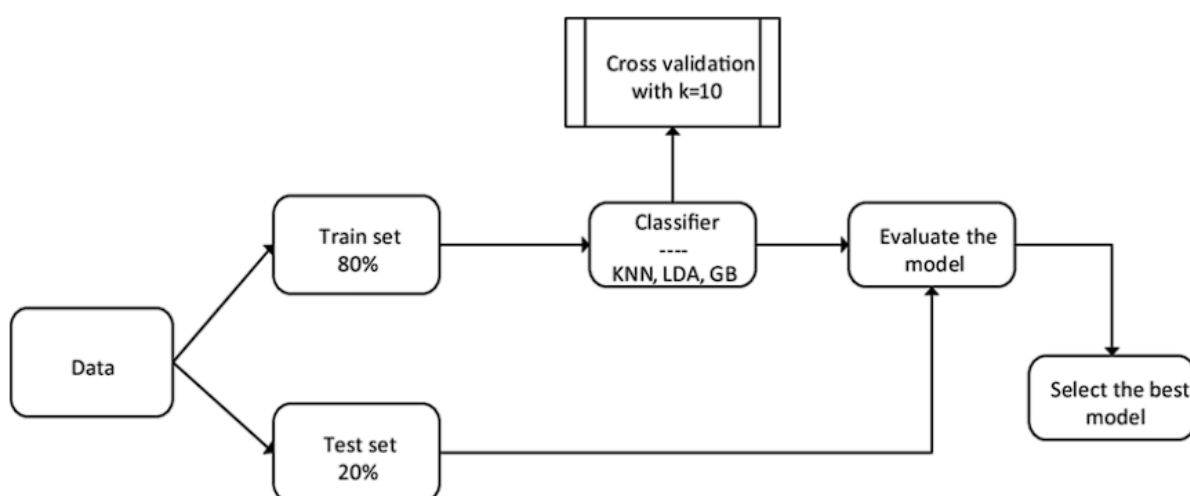 Cross validation
with k=10
Train set
80%
Classifier
----
KNN, LDA, GB
Evaluate the
model
Data
Select the best
model
Test set
20%